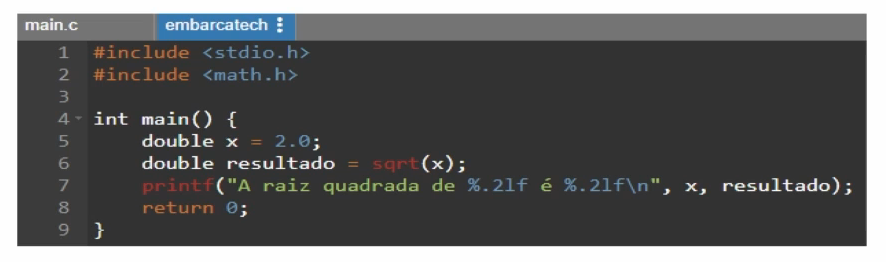 main.c embarcatech
1 #include <stdio.h>
2 #include <math.h>
3
4 int main() {
5 double x = 2.0;
6 double resultado = sqrt(x);
7 printf("A raiz quadrada de %.2lf é %.2lf\n", x, resultado);
8 return 0;
9 }